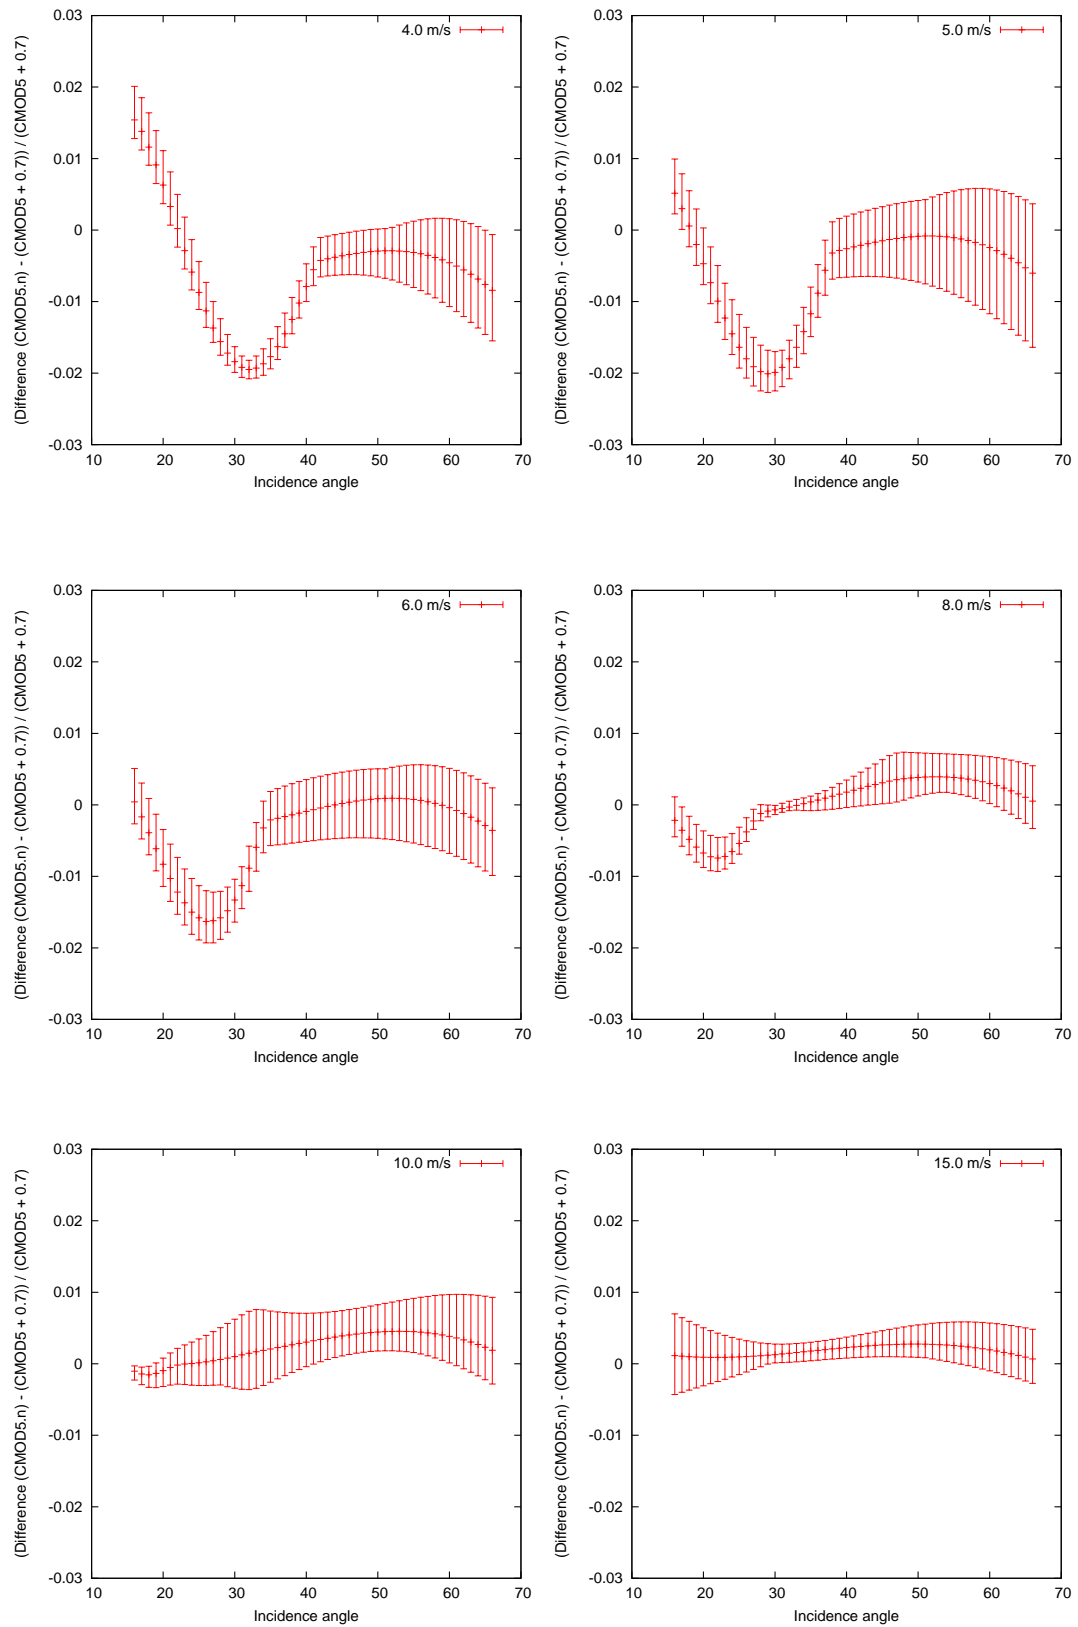 (Difference (CMOD5.n) - (CMOD5 + 0.7)) / (CMOD5 + 0.7)
0.03
0.02
0.01
0
-0.01
-0.02
-0.03
10 20 30 40 50 60 70
Incidence angle
4.0 m/s
(Difference (CMOD5.n) - (CMOD5 + 0.7)) / (CMOD5 + 0.7)
0.03
0.02
0.01
0
-0.01
-0.02
-0.03
10 20 30 40 50 60 70
Incidence angle
5.0 m/s
(Difference (CMOD5.n) - (CMOD5 + 0.7)) / (CMOD5 + 0.7)
0.03
0.02
0.01
0
-0.01
-0.02
-0.03
10 20 30 40 50 60 70
Incidence angle
6.0 m/s
(Difference (CMOD5.n) - (CMOD5 + 0.7)) / (CMOD5 + 0.7)
0.03
0.02
0.01
0
-0.01
-0.02
-0.03
10 20 30 40 50 60 70
Incidence angle
8.0 m/s
(Difference (CMOD5.n) - (CMOD5 + 0.7)) / (CMOD5 + 0.7)
0.03
0.02
0.01
0
-0.01
-0.02
-0.03
10 20 30 40 50 60 70
Incidence angle
10.0 m/s
(Difference (CMOD5.n) - (CMOD5 + 0.7)) / (CMOD5 + 0.7)
0.03
0.02
0.01
0
-0.01
-0.02
-0.03
10 20 30 40 50 60 70
Incidence angle
15.0 m/s